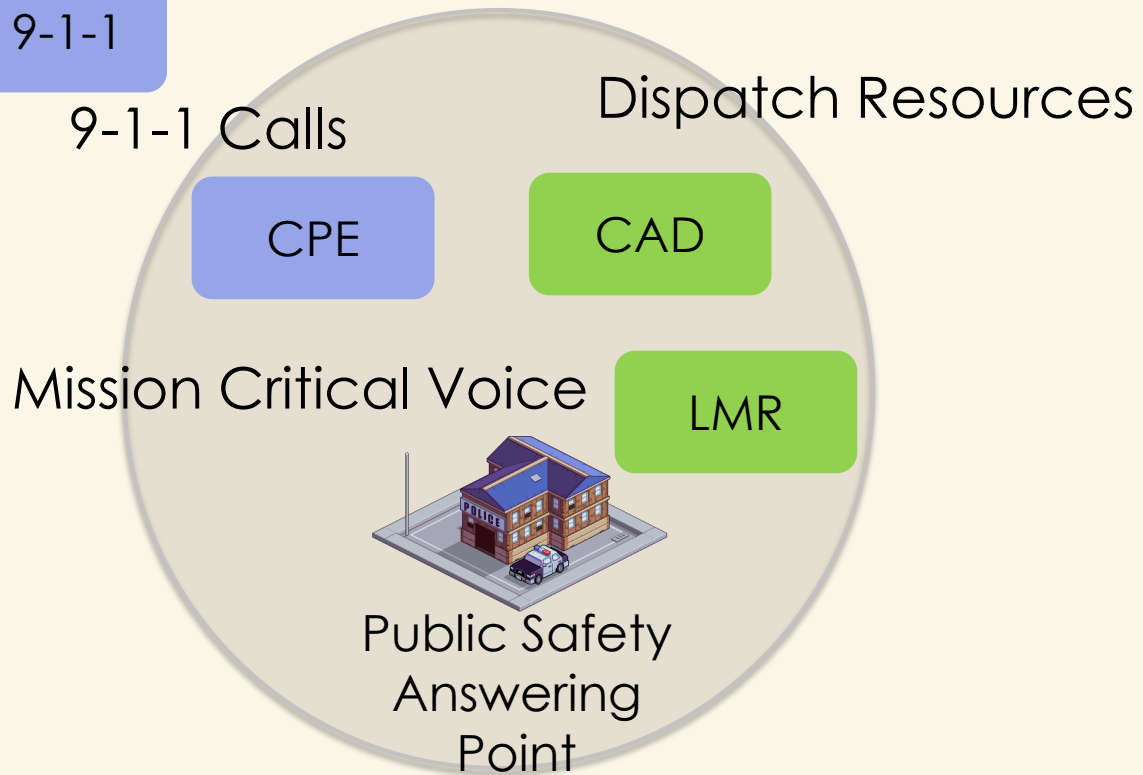 9-1-1
9-1-1 Calls
Dispatch Resources
CPE
CAD
Mission Critical Voice
LMR
POLICE
Public Safety
Answering
Point